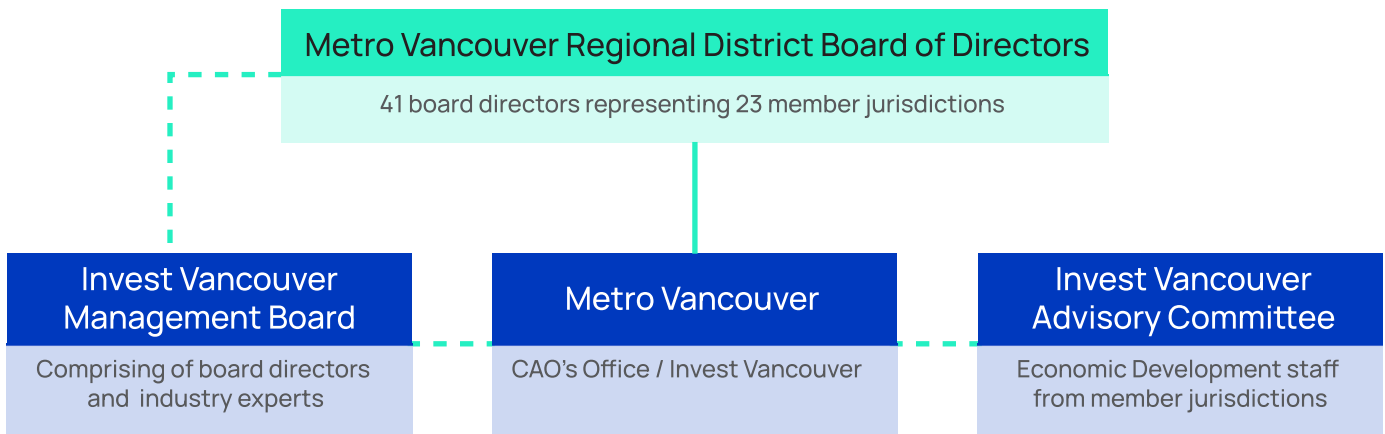 Metro Vancouver Regional District Board of Directors
41 board directors representing 23 member jurisdictions
Invest Vancouver
Management Board
Comprising of board directors
and industry experts
Metro Vancouver
CAO's Office / Invest Vancouver
Invest Vancouver
Advisory Committee
Economic Development staff
from member jurisdictions